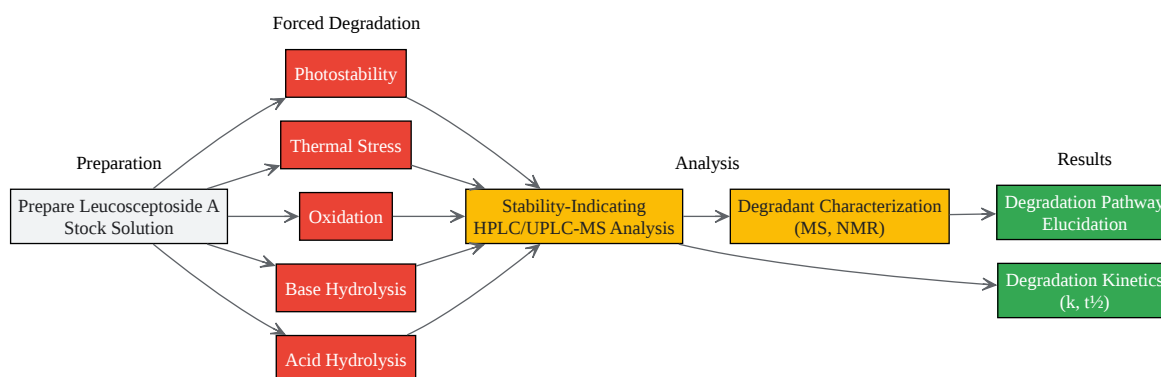 Forced Degradation
Photostability
Thermal Stress
Preparation
Analysis
Results
Prepare Leucosceptoside A
Stock Solution
Oxidation
Stability-Indicating
HPLC/UPLC-MS Analysis
Degradant Characterization
(MS, NMR)
Degradation Pathway
Elucidation
Base Hydrolysis
Degradation Kinetics
(k, t½)
Acid Hydrolysis